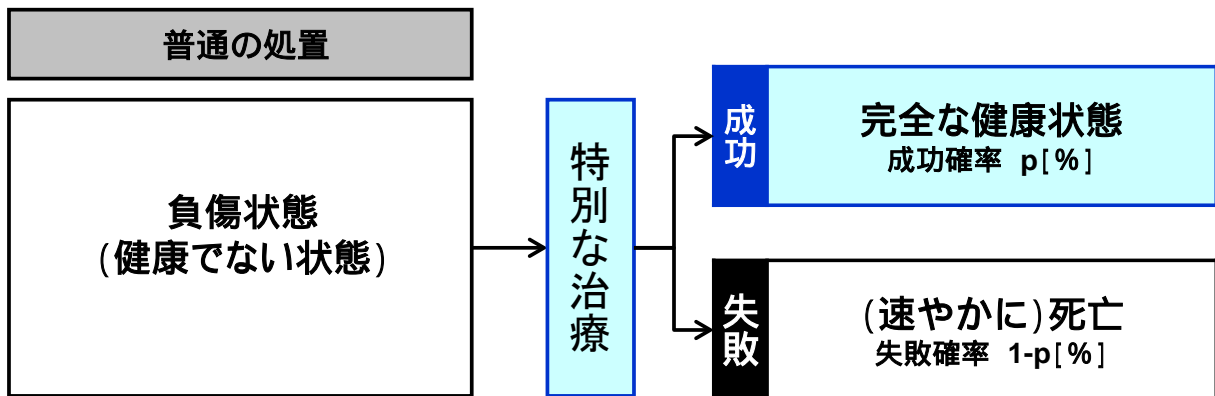 普通の処置
負傷状態
(健康でない状態)
特別な治療
成功
完全な健康状態
成功確率 p[%]
失敗
(速やかに)死亡
失敗確率 1-p[%]